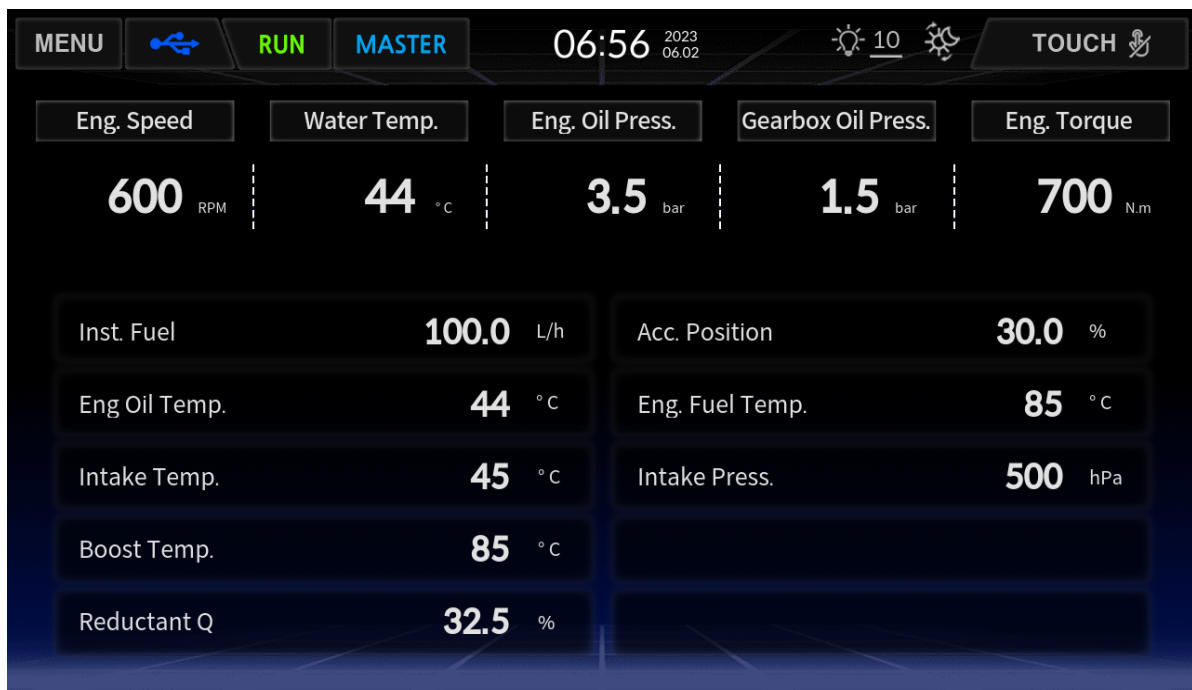 MENU RUN MASTER 06:56 2023 06.02 10 TOUCH
Eng. Speed Water Temp. Eng. Oil Press. Gearbox Oil Press. Eng. Torque
600 RPM 44 °C 3.5 bar 1.5 bar 700 N.m
Inst. Fuel 100.0 L/h Acc. Position 30.0 %
Eng Oil Temp. 44 °C Eng. Fuel Temp. 85 °C
Intake Temp. 45 °C Intake Press. 500 hPa
Boost Temp. 85 °C
Reductant Q 32.5 %